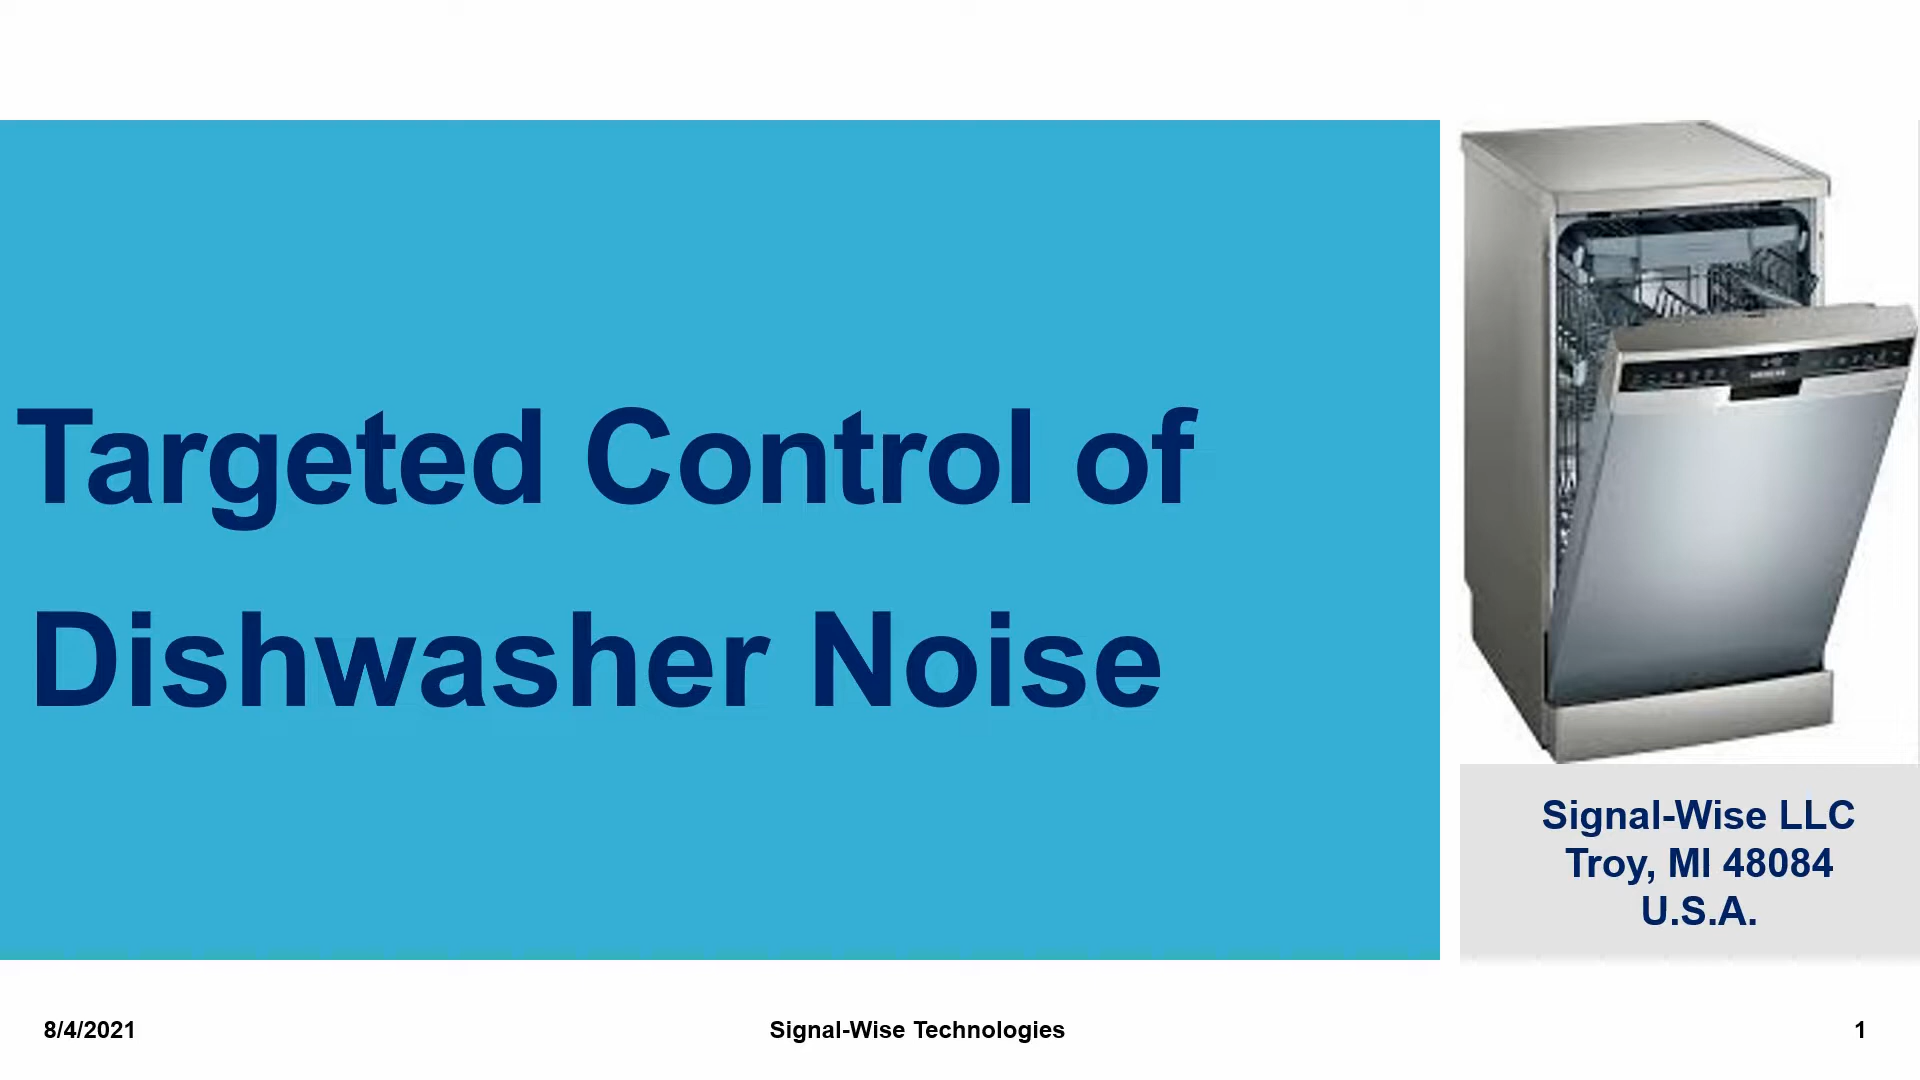 Targeted Control of
Dishwasher Noise
Signal-Wise LLC
Troy, MI 48084
U.S.A.
8/4/2021
Signal-Wise Technologies
1